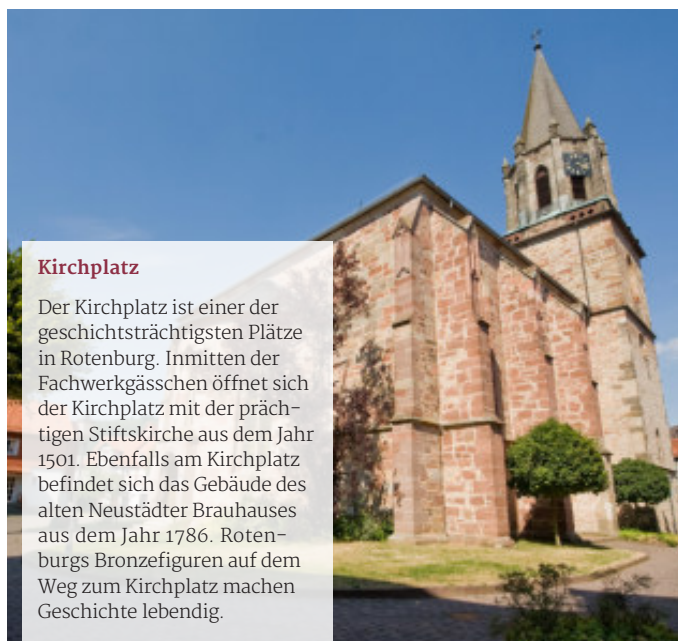 Kirchplatz
Der Kirchplatz ist einer der
geschichtsträchtigsten Plätze
in Rotenburg. Inmitten der
Fachwerkgässchen öffnet sich
der Kirchplatz mit der präch-
tigen Stiftskirche aus dem Jahr
1501. Ebenfalls am Kirchplatz
befindet sich das Gebäude des
alten Neustädter Brauhauses
aus dem Jahr 1786. Roten-
burgs Bronzefiguren auf dem
Weg zum Kirchplatz machen
Geschichte lebendig.